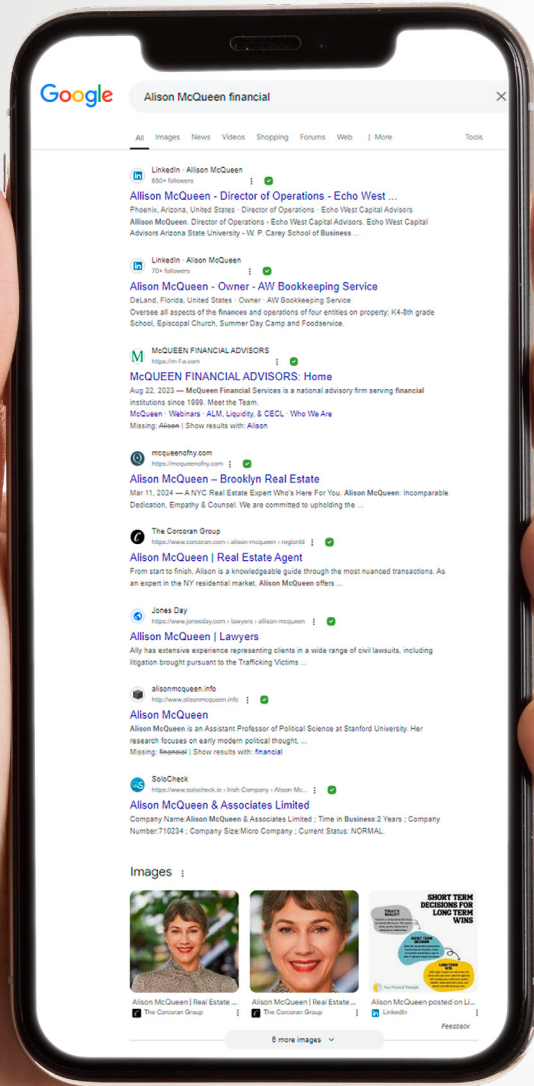 Google
Alison McQueen financial
All Images News Videos Shopping Forums Web More Tools
LinkedIn · Allison McQueen
650+ followers
Allison McQueen - Director of Operations - Echo West ...
Phoenix, Arizona, United States · Director of Operations · Echo West Capital Advisors
Allison McQueen. Director of Operations - Echo West Capital Advisors. Echo West Capital
Advisors Arizona State University - W. P. Carey School of Business ...
LinkedIn · Alison McQueen
70+ followers
Alison McQueen - Owner - AW Bookkeeping Service
DeLand, Florida, United States · Owner · AW Bookkeeping Service
Oversee all aspects of the finances and operations of four entities on property; K4-8th grade
School, Episcopal Church, Summer Day Camp and Foodservice.
McQUEEN FINANCIAL ADVISORS
https://m-f-a.com
McQUEEN FINANCIAL ADVISORS: Home
Aug 22, 2023 — McQueen Financial Services is a national advisory firm serving financial
institutions since 1999. Meet the Team.
McQueen · Webinars · ALM, Liquidity, & CECL · Who We Are
Missing: Alison | Show results with: Alison
mcqueenofny.com
https://mcqueenofny.com
Alison McQueen – Brooklyn Real Estate
Mar 11, 2024 — A NYC Real Estate Expert Who's Here For You. Alison McQueen: Incomparable
Dedication, Empathy & Counsel. We are committed to upholding the ...
The Corcoran Group
https://www.corcoran.com › alison-mcqueen › regionId
Alison McQueen | Real Estate Agent
From start to finish, Alison is a knowledgeable guide through the most nuanced transactions. As
an expert in the NY residential market, Alison McQueen offers ...
Jones Day
https://www.jonesday.com › lawyers › allison-mcqueen
Allison McQueen | Lawyers
Ally has extensive experience representing clients in a wide range of civil lawsuits, including
litigation brought pursuant to the Trafficking Victims ...
alisonmcqueen.info
http://www.alisonmcqueen.info
Alison McQueen
Alison McQueen is an Assistant Professor of Political Science at Stanford University. Her
research focuses on early modern political thought, ...
Missing: financial | Show results with: financial
SoloCheck
https://www.solocheck.ie › Irish-Company › Alison-Mc...
Alison McQueen & Associates Limited
Company Name:Alison McQueen & Associates Limited ; Time in Business:2 Years ; Company
Number:710234 ; Company Size:Micro Company ; Current Status: NORMAL.
Images
SHORT TERM
DECISIONS FOR
LONG TERM
WINS
TODAY'S
SHORT TERM
DECISION
LONG TERM
WIN
Alison McQueen | Real Estate ...
The Corcoran Group
Alison McQueen | Real Estate ...
The Corcoran Group
Alison McQueen posted on Li...
LinkedIn
Feedback
6 more images